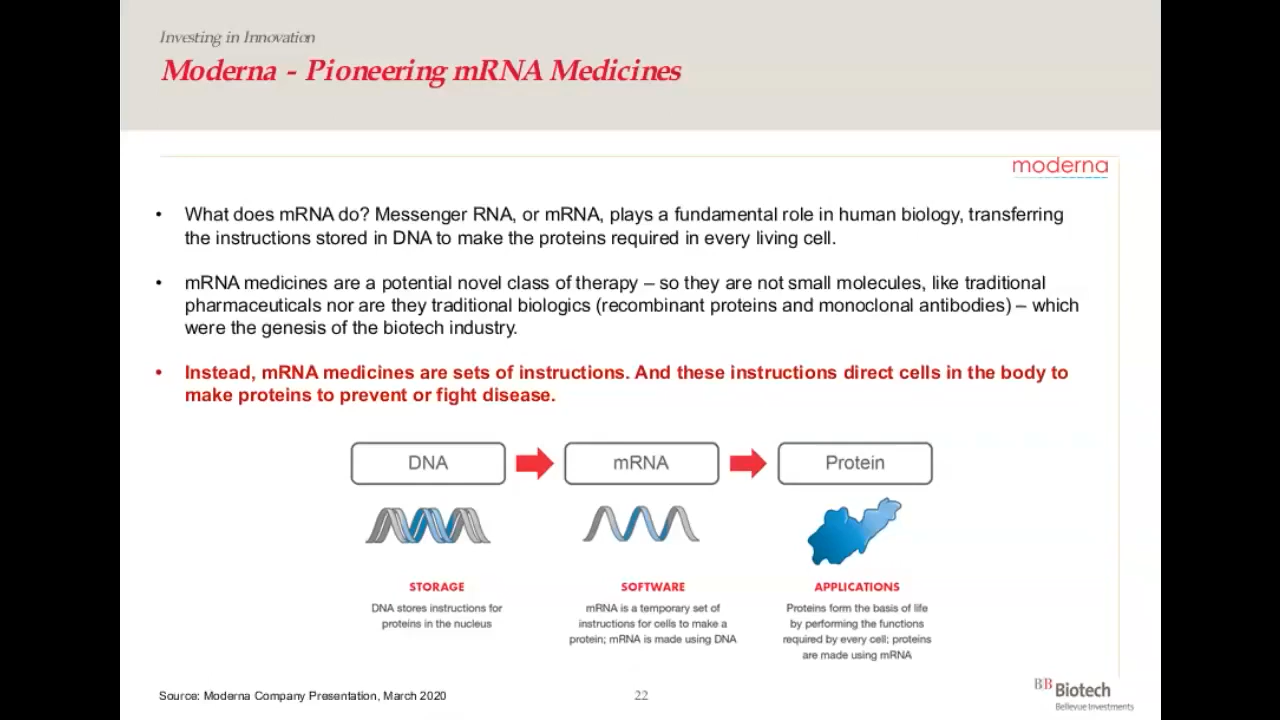 Investing in Innovation
Moderna - Pioneering mRNA Medicines
moderna
• What does mRNA do? Messenger RNA, or mRNA, plays a fundamental role in human biology, transferring
the instructions stored in DNA to make the proteins required in every living cell.
• mRNA medicines are a potential novel class of therapy – so they are not small molecules, like traditional
pharmaceuticals nor are they traditional biologics (recombinant proteins and monoclonal antibodies) – which
were the genesis of the biotech industry.
• Instead, mRNA medicines are sets of instructions. And these instructions direct cells in the body to
make proteins to prevent or fight disease.
DNA
mRNA
Protein
STORAGE
DNA stores instructions for
proteins in the nucleus
SOFTWARE
mRNA is a temporary set of
instructions for cells to make a
protein; mRNA is made using DNA
APPLICATIONS
Proteins form the basis of life
by performing the functions
required by every cell; proteins
are made using mRNA
Source: Moderna Company Presentation, March 2020
22
BB Biotech
Bellevue Investments